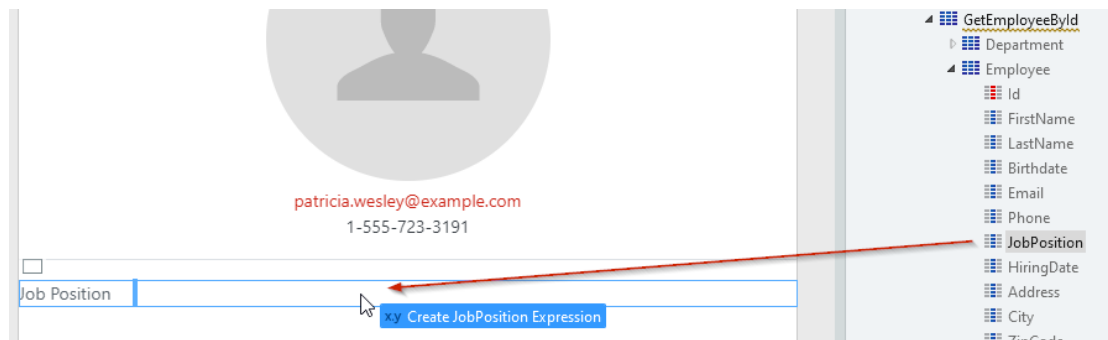 patricia.wesley@example.com
1-555-723-3191
Job Position
x.y Create JobPosition Expression
GetEmployeeById
Department
Employee
Id
FirstName
LastName
Birthdate
Email
Phone
JobPosition
HiringDate
Address
City
ZipCode